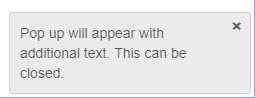 Pop up will appear with
additional text. This can be
closed.